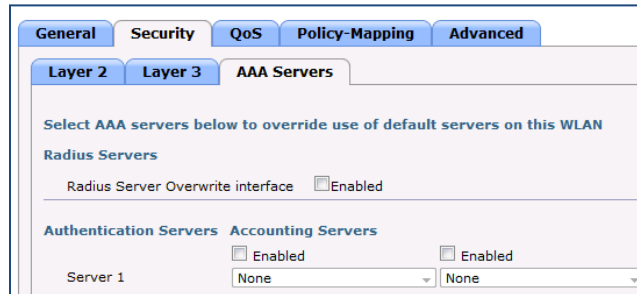 General Security QoS Policy-Mapping Advanced
Layer 2 Layer 3 AAA Servers
Select AAA servers below to override use of default servers on this WLAN
Radius Servers
Radius Server Overwrite interface Enabled
Authentication Servers Accounting Servers
Enabled Enabled
Server 1 None None